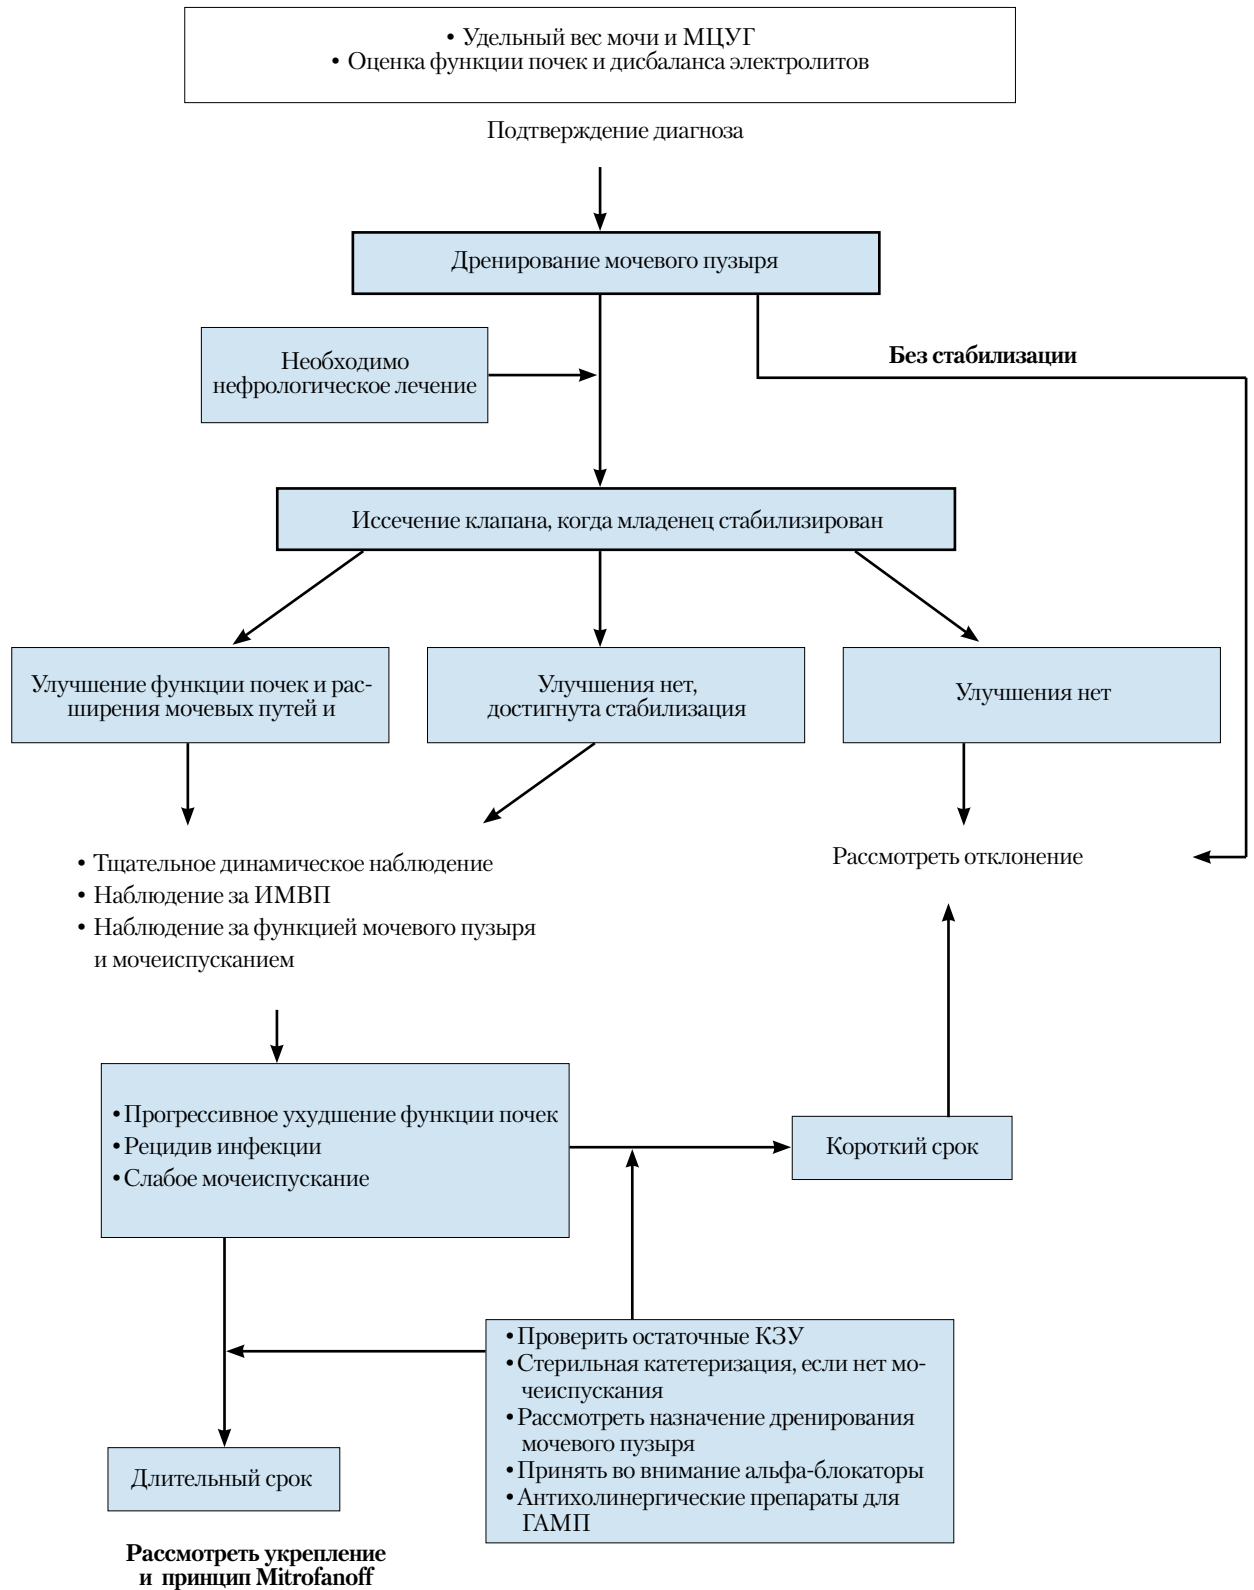 • Удельный вес мочи и МЦУГ
• Оценка функции почек и дисбаланса электролитов
Подтверждение диагноза
Дренирование мочевого пузыря
Необходимо
нефрологическое лечение
Без стабилизации
Иссечение клапана, когда младенец стабилизирован
Улучшение функции почек и рас-
ширения мочевых путей и
Улучшения нет,
достигнута стабилизация
Улучшения нет
• Тщательное динамическое наблюдение
• Наблюдение за ИМВП
• Наблюдение за функцией мочевого пузыря
и мочеиспусканием
Рассмотреть отклонение
• Прогрессивное ухудшение функции почек
• Рецидив инфекции
• Слабое мочеиспускание
Короткий срок
• Проверить остаточные КЗУ
• Стерильная катетеризация, если нет мо-
чеиспускания
• Рассмотреть назначение дренирования
мочевого пузыря
• Принять во внимание альфа-блокаторы
• Антихолинергические препараты для
ГАМП
Длительный срок
Рассмотреть укрепление
и принцип Mitrofanoff